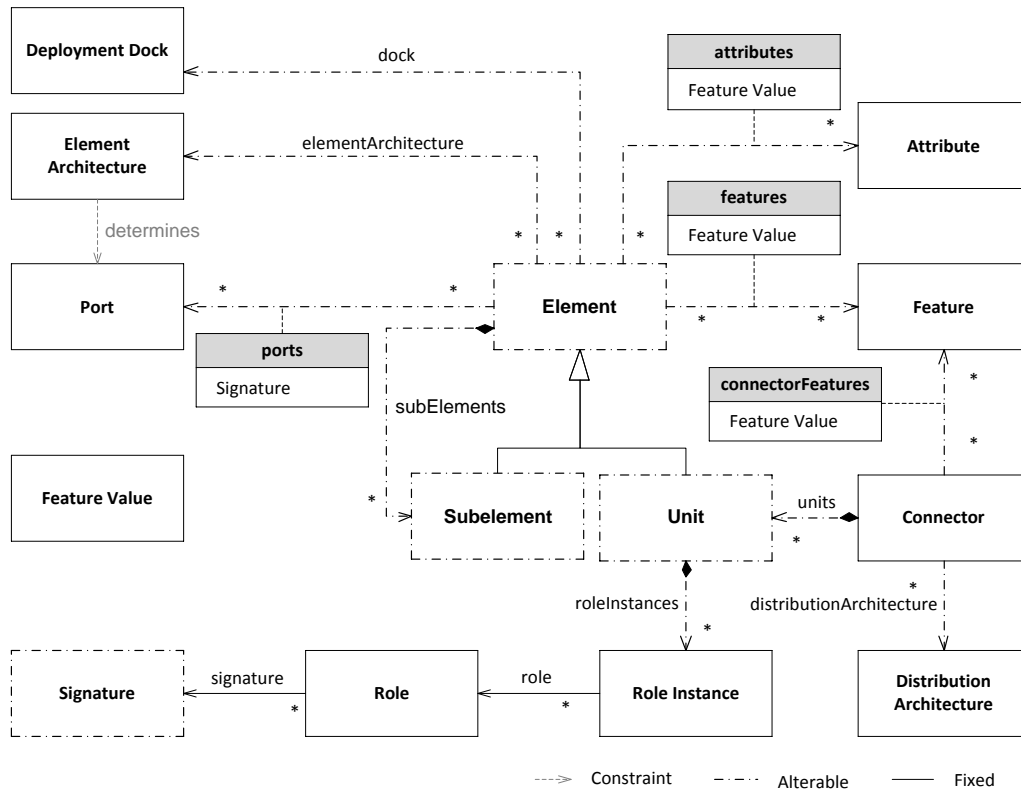 Deployment Dock
dock
attributes
Feature Value
*
Attribute
Element
Architecture
elementArchitecture
features
Feature Value
determines
*
*
*
Port
*
*
Element
*
*
Feature
ports
Signature
subElements
connectorFeatures
Feature Value
*
*
Feature Value
*
Subelement
Unit
units
*
Connector
roleInstances
*
distributionArchitecture
*
Signature
signature
*
Role
role
*
Role Instance
Distribution
Architecture
Constraint
Alterable
Fixed